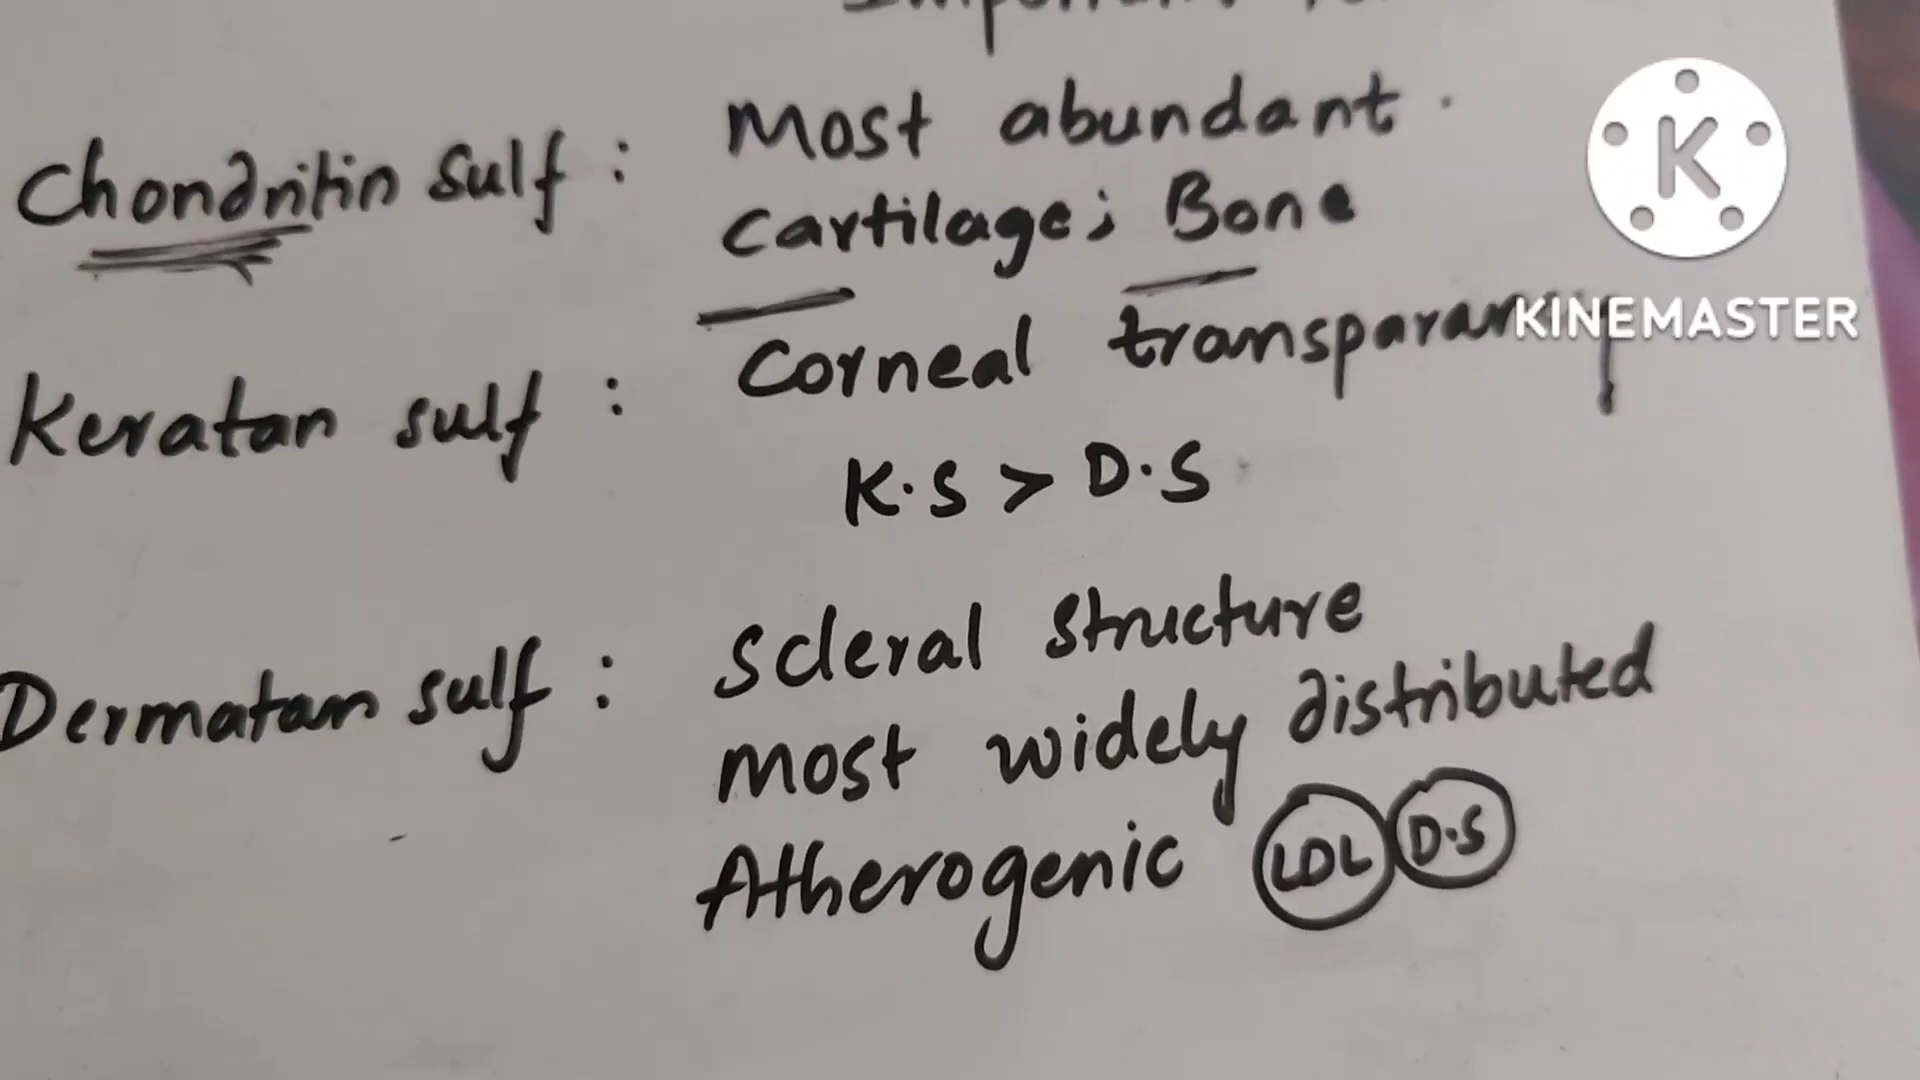 Important
Chondritin sulf : Most abundant.
Cartilage; Bone
Keratan sulf : Corneal
K.S > D.S
Dermatan sulf : Scleral structure
most widely distributed
Atherogenic LDL D.S
K
KINEMASTER